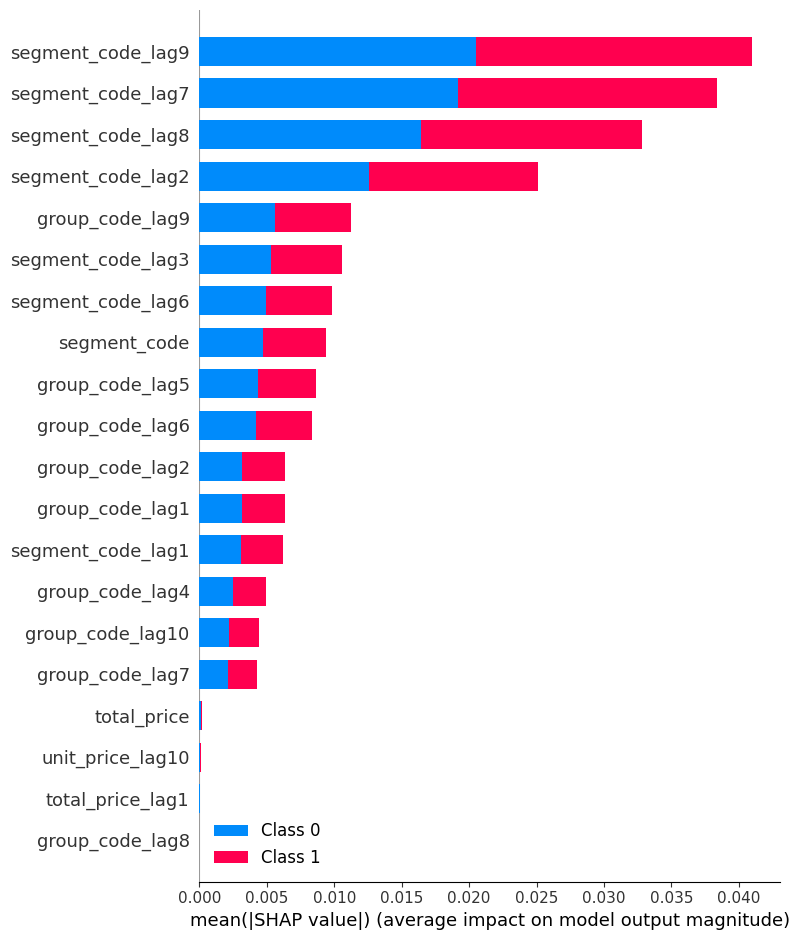 segment_code_lag9
segment_code_lag7
segment_code_lag8
segment_code_lag2
group_code_lag9
segment_code_lag3
segment_code_lag6
segment_code
group_code_lag5
group_code_lag6
group_code_lag2
group_code_lag1
segment_code_lag1
group_code_lag4
group_code_lag10
group_code_lag7
total_price
unit_price_lag10
total_price_lag1
group_code_lag8
Class 0
Class 1
0.000 0.005 0.010 0.015 0.020 0.025 0.030 0.035 0.040
mean(|SHAP value|) (average impact on model output magnitude)